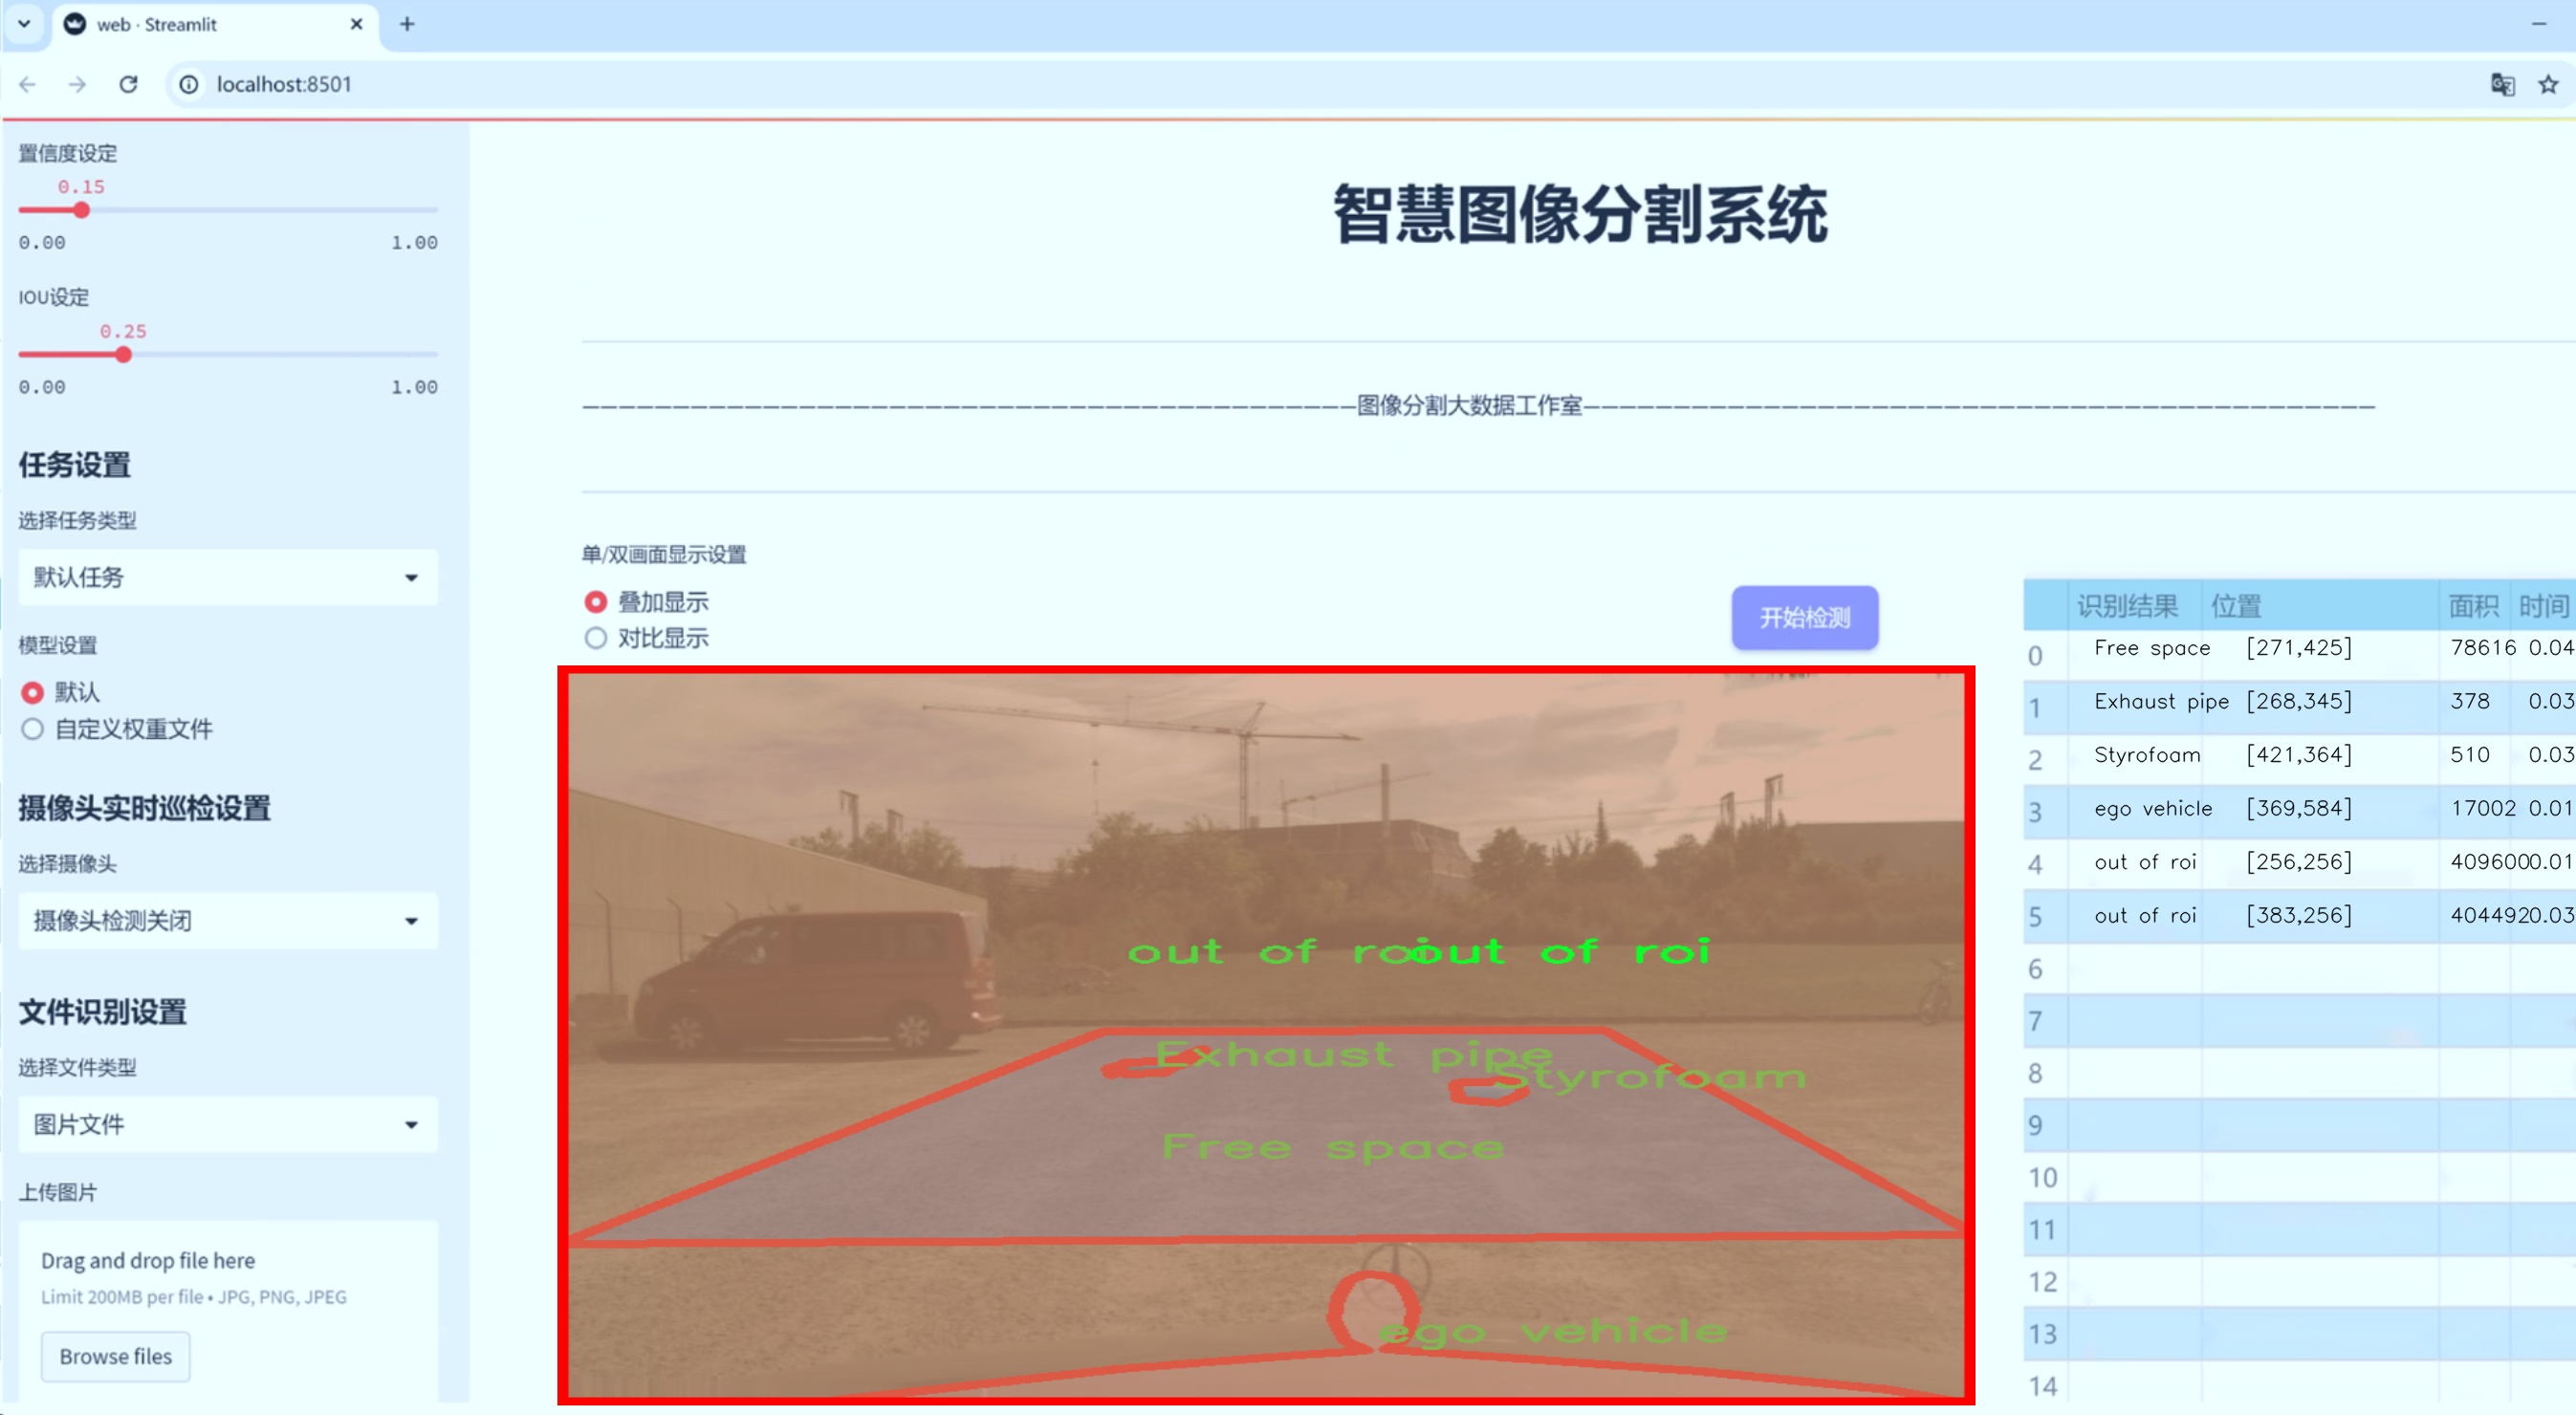 web · Streamlit
localhost:8501
置信度设定
0.15
0.00 1.00
IOU设定
0.25
0.00 1.00
任务设置
选择任务类型
默认任务
模型设置
默认
自定义权重文件
摄像头实时巡检设置
选择摄像头
摄像头检测关闭
文件识别设置
选择文件类型
图片文件
上传图片
Drag and drop file here
Limit 200MB per file • JPG, PNG, JPEG
Browse files
智慧图像分割系统
图像分割大数据工作室
单/双画面显示设置
叠加显示
对比显示
开始检测
out of roi out of roi
Exhaust pipe
Styrofoam
Free space
ego vehicle
识别结果 位置 面积 时间
0 Free space [271,425] 78616 0.04
1 Exhaust pipe [268,345] 378 0.03
2 Styrofoam [421,364] 510 0.03
3 ego vehicle [369,584] 17002 0.01
4 out of roi [256,256] 409600 0.01
5 out of roi [383,256] 404492 0.03
6
7
8
9
10
11
12
13
14